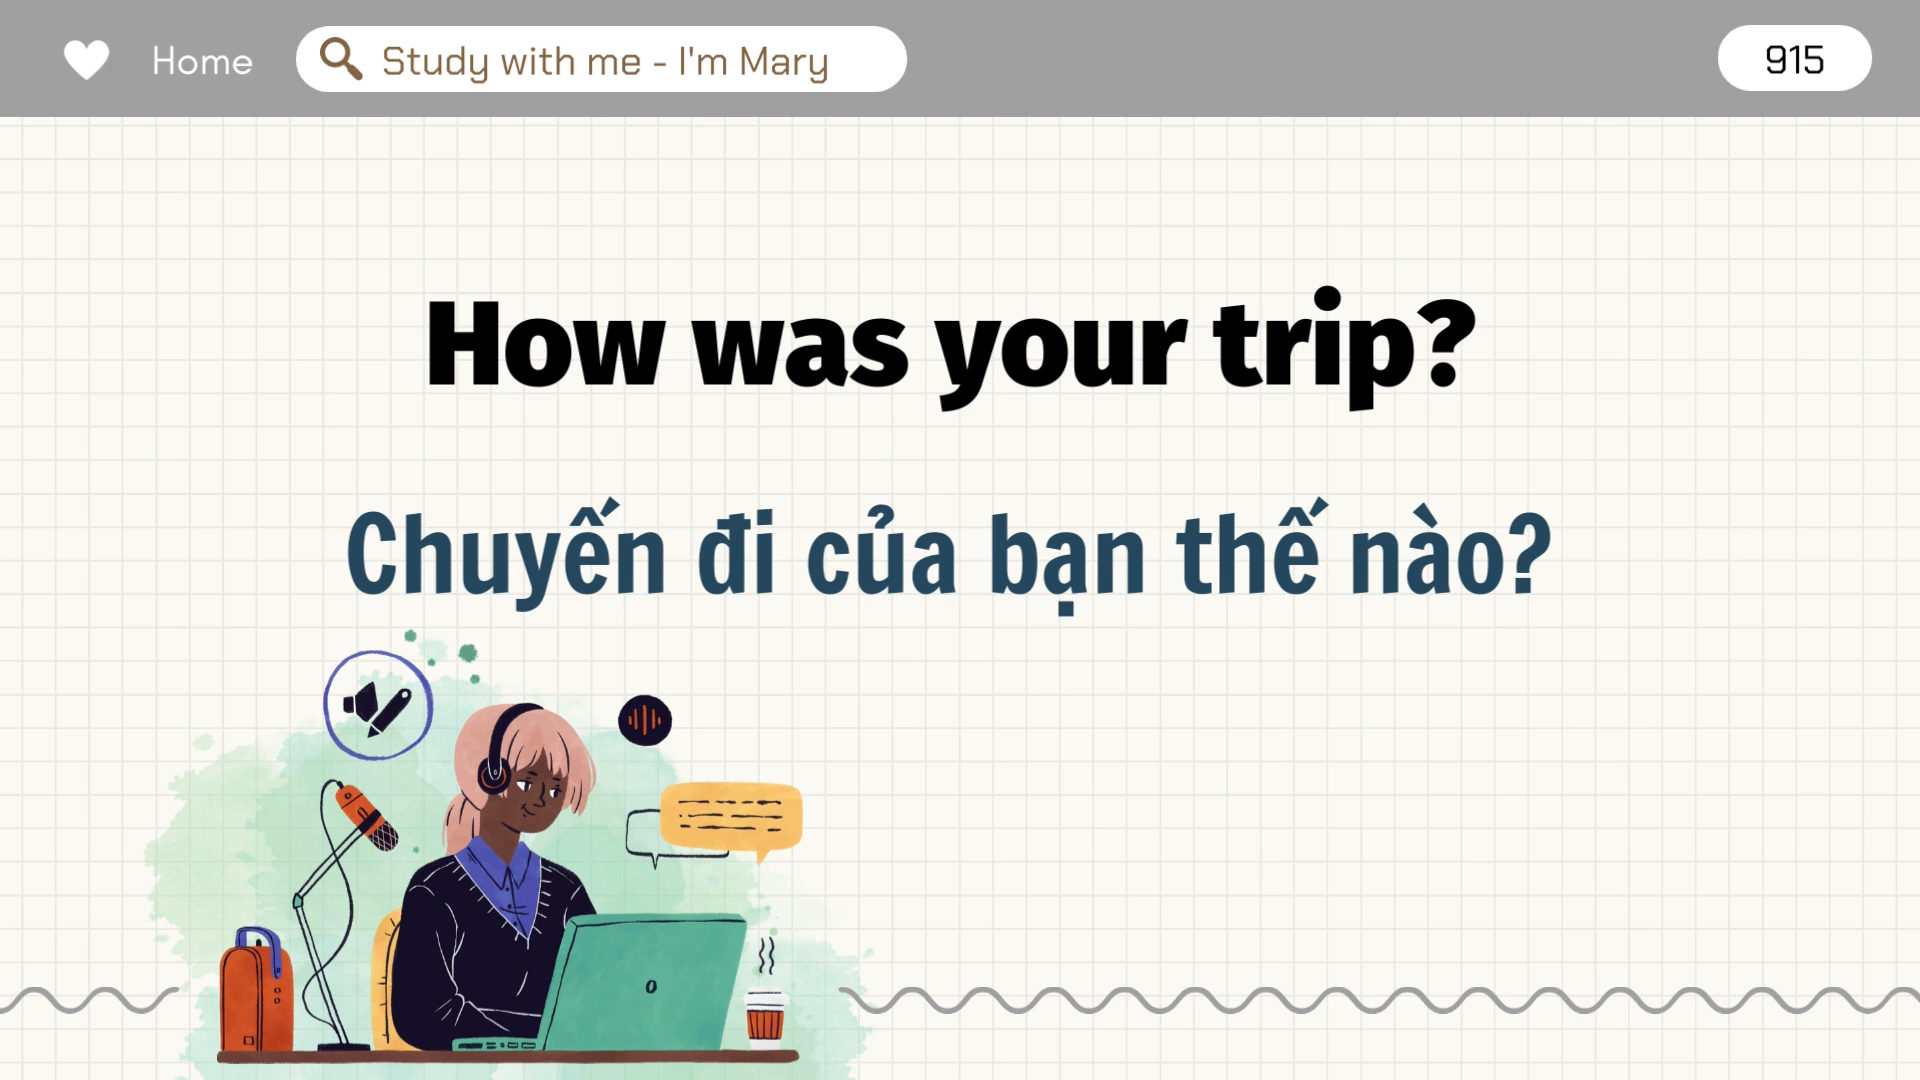 Home
Study with me - I'm Mary
915
How was your trip?
Chuyến đi của bạn thế nào?